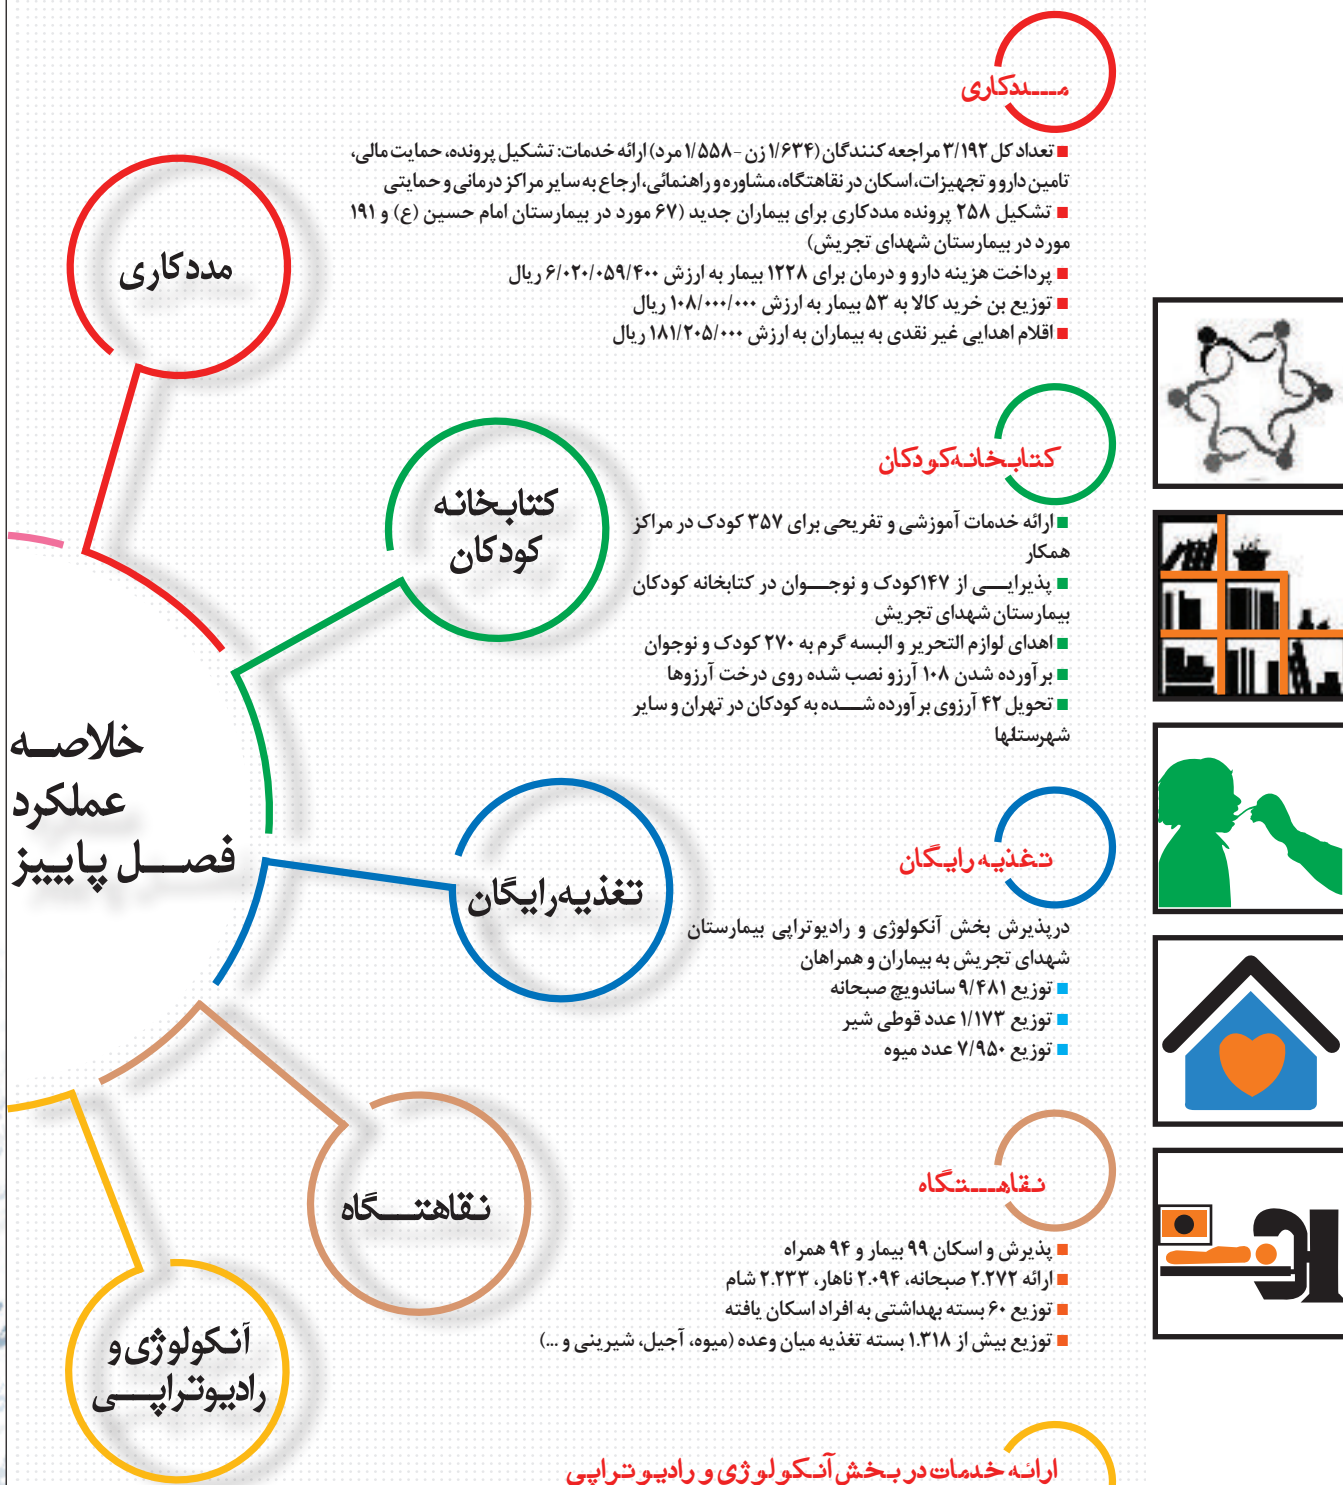 مـــددکاری
■ تعداد کل ۳/۱۹۲ مراجعه کنندگان (۱/۶۳۴ زن -۱/۵۵۸ مرد) ارائه خدمات: تشکیل پرونده، حمایت مالی،
تامین دارو و تجهیزات، اسکان در نقاهتگاه، مشاوره و راهنمائی، ارجاع به سایر مراکز درمانی و حمایتی
■ تشکیل ۲۵۸ پرونده مددکاری برای بیماران جدید (۶۷ مورد در بیمارستان امام حسین (ع) و ۱۹۱
مورد در بیمارستان شهدای تجریش)
■ پرداخت هزینه دارو و درمان برای ۱۲۲۸ بیمار به ارزش ۶/۰۲۰/۰۵۹/۴۰۰ ریال
■ توزیع بن خرید کالا به ۵۳ بیمار به ارزش ۱۰۸/۰۰۰/۰۰۰ ریال
■ اقلام اهدایی غیر نقدی به بیماران به ارزش ۱۸۱/۲۰۵/۰۰۰ ریال
کتابخانه کودکان
■ ارائه خدمات آموزشی و تفریحی برای ۳۵۷ کودک در مراکز
همکار
■ پذیرایـــی از ۱۴۷کودک و نوجـــوان در کتابخانه کودکان
بیمارستان شهدای تجریش
■ اهدای لوازم التحریر و البسه گرم به ۲۷۰ کودک و نوجوان
■ برآورده شدن ۱۰۸ آرزو نصب شده روی درخت آرزوها
■ تحویل ۴۲ آرزوی برآورده شـــده به کودکان در تهران و سایر
شهرستانها
تغذیه رایگان
درپذیرش بخش آنکولوژی و رادیوتراپی بیمارستان
شهدای تجریش به بیماران و همراهان
■ توزیع ۹/۴۸۱ ساندویچ صبحانه
■ توزیع ۱/۱۷۳ عدد قوطی شیر
■ توزیع ۷/۹۵۰ عدد میوه
نقاهـــتگاه
■ پذیرش و اسکان ۹۹ بیمار و ۹۴ همراه
■ ارائه ۲.۲۷۲ صبحانه، ۲.۰۹۴ ناهار، ۲.۲۳۳ شام
■ توزیع ۶۰ بسته بهداشتی به افراد اسکان یافته
■ توزیع بیش از ۱.۳۱۸ بسته تغذیه میان وعده (میوه، آجیل، شیرینی و ...)
ارائه خدمات در بخش آنکولوژی و رادیوتراپی
مددکاری
کتابخانه
کودکان
تغذیه رایگان
نقاهتـــگاه
آنکولوژی و
رادیوتراپـــی
خلاصـــه
عملکرد
فصـــل پاییز